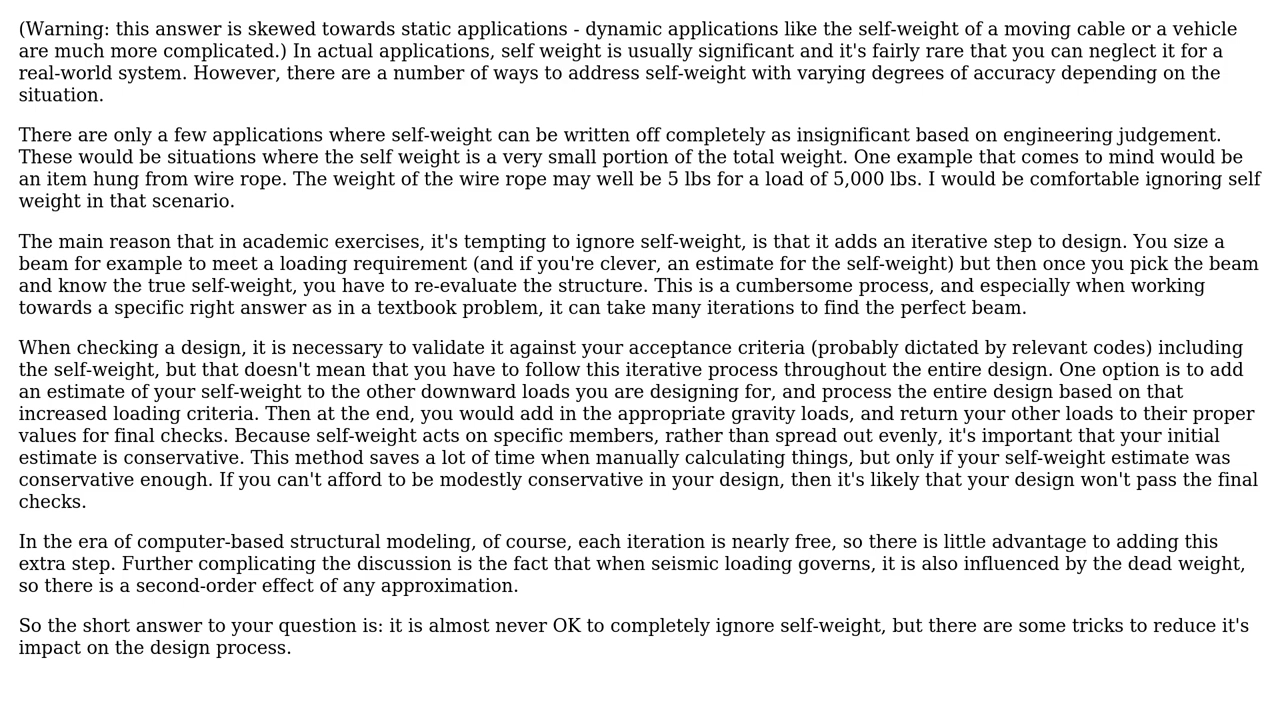 (Warning: this answer is skewed towards static applications - dynamic applications like the self-weight of a moving cable or a vehicle
are much more complicated.) In actual applications, self weight is usually significant and it's fairly rare that you can neglect it for a
real-world system. However, there are a number of ways to address self-weight with varying degrees of accuracy depending on the
situation.
There are only a few applications where self-weight can be written off completely as insignificant based on engineering judgement.
These would be situations where the self weight is a very small portion of the total weight. One example that comes to mind would be
an item hung from wire rope. The weight of the wire rope may well be 5 lbs for a load of 5,000 lbs. I would be comfortable ignoring self
weight in that scenario.
The main reason that in academic exercises, it's tempting to ignore self-weight, is that it adds an iterative step to design. You size a
beam for example to meet a loading requirement (and if you're clever, an estimate for the self-weight) but then once you pick the beam
and know the true self-weight, you have to re-evaluate the structure. This is a cumbersome process, and especially when working
towards a specific right answer as in a textbook problem, it can take many iterations to find the perfect beam.
When checking a design, it is necessary to validate it against your acceptance criteria (probably dictated by relevant codes) including
the self-weight, but that doesn't mean that you have to follow this iterative process throughout the entire design. One option is to add
an estimate of your self-weight to the other downward loads you are designing for, and process the entire design based on that
increased loading criteria. Then at the end, you would add in the appropriate gravity loads, and return your other loads to their proper
values for final checks. Because self-weight acts on specific members, rather than spread out evenly, it's important that your initial
estimate is conservative. This method saves a lot of time when manually calculating things, but only if your self-weight estimate was
conservative enough. If you can't afford to be modestly conservative in your design, then it's likely that your design won't pass the final
checks.
In the era of computer-based structural modeling, of course, each iteration is nearly free, so there is little advantage to adding this
extra step. Further complicating the discussion is the fact that when seismic loading governs, it is also influenced by the dead weight,
so there is a second-order effect of any approximation.
So the short answer to your question is: it is almost never OK to completely ignore self-weight, but there are some tricks to reduce it's
impact on the design process.